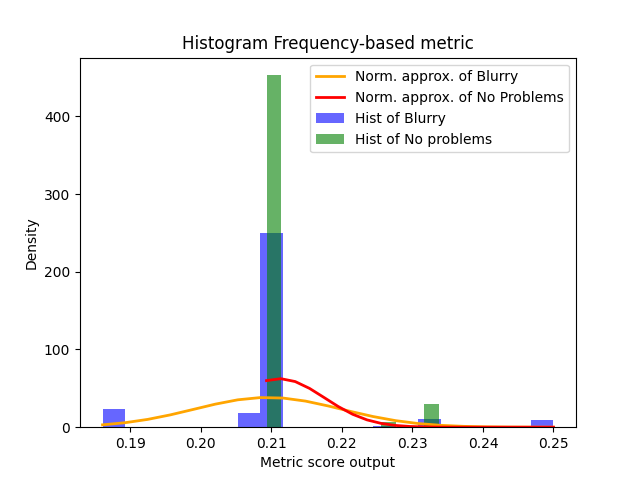 Histogram Frequency-based metric
Norm. approx. of Blurry
Norm. approx. of No Problems
Hist of Blurry
Hist of No problems
400
300
200
100
0
Density
0.19 0.20 0.21 0.22 0.23 0.24 0.25
Metric score output